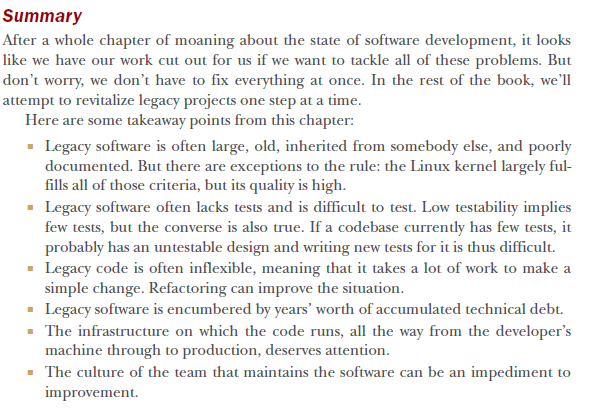 Summary
After a whole chapter of moaning about the state of software development, it looks
like we have our work cut out for us if we want to tackle all of these problems. But
don't worry, we don't have to fix everything at once. In the rest of the book, we'll
attempt to revitalize legacy projects one step at a time.
Here are some takeaway points from this chapter:
▪ Legacy software is often large, old, inherited from somebody else, and poorly
documented. But there are exceptions to the rule: the Linux kernel largely ful-
fills all of those criteria, but its quality is high.
▪ Legacy software often lacks tests and is difficult to test. Low testability implies
few tests, but the converse is also true. If a codebase currently has few tests, it
probably has an untestable design and writing new tests for it is thus difficult.
▪ Legacy code is often inflexible, meaning that it takes a lot of work to make a
simple change. Refactoring can improve the situation.
▪ Legacy software is encumbered by years' worth of accumulated technical debt.
▪ The infrastructure on which the code runs, all the way from the developer's
machine through to production, deserves attention.
▪ The culture of the team that maintains the software can be an impediment to
improvement.